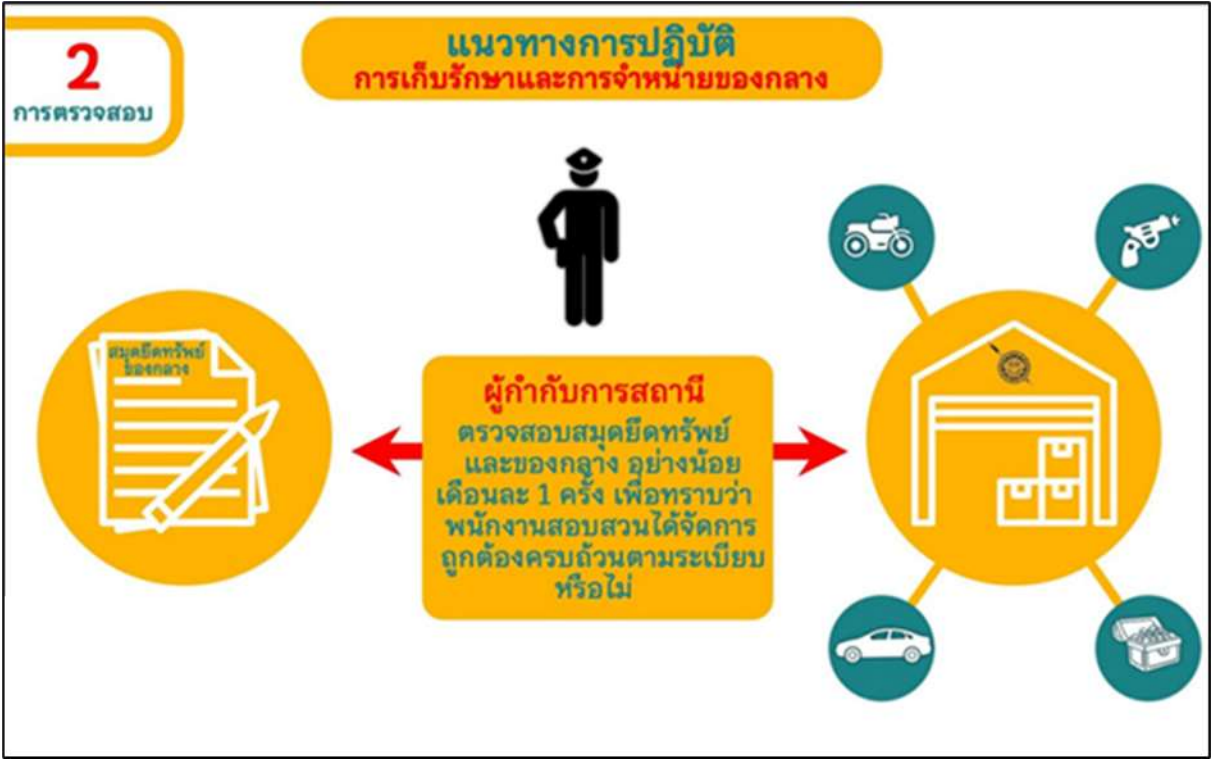 2
การตรวจสอบ
แนวทางการปฏิบัติ
การเก็บรักษาและการจำหน่ายของกลาง
สมุดยึดทรัพย์
ของกลาง
ผู้กำกับการสถานี
ตรวจสอบสมุดยึดทรัพย์
และของกลาง อย่างน้อย
เดือนละ 1 ครั้ง เพื่อทราบว่า
พนักงานสอบสวนได้จัดการ
ถูกต้องครบถ้วนตามระเบียบ
หรือไม่